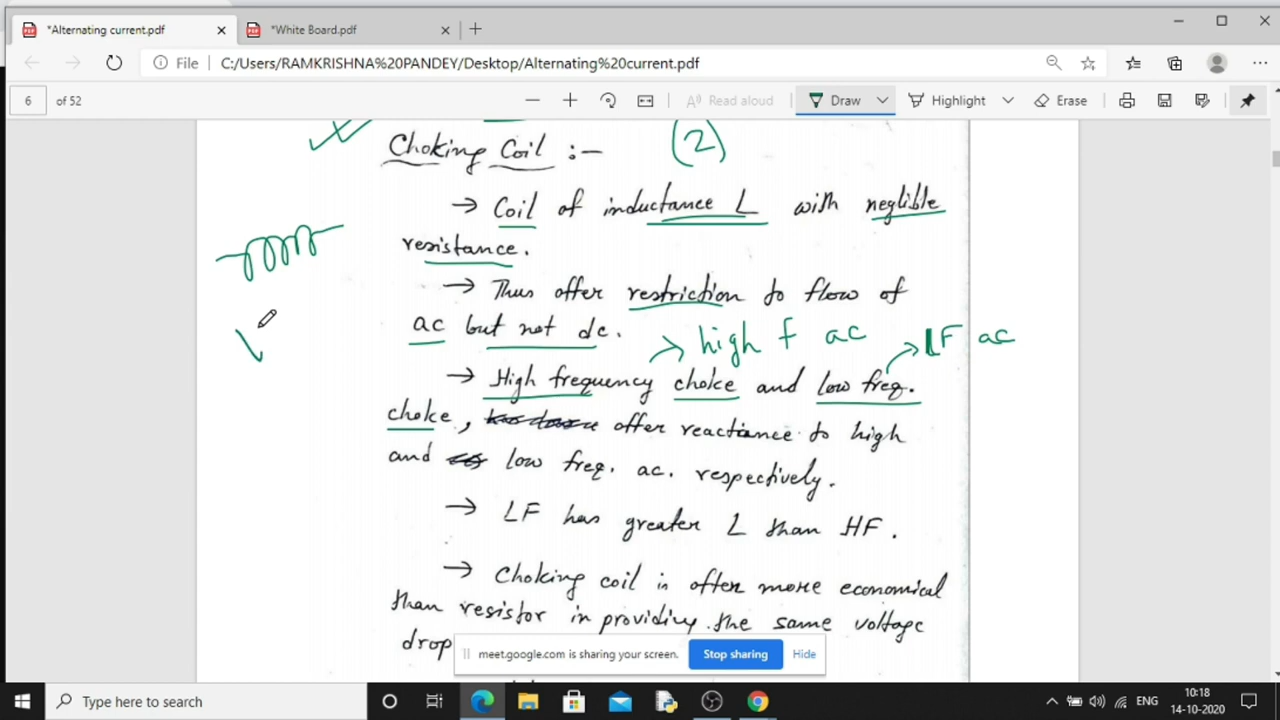 *Alternating current.pdf
*White Board.pdf
File
C:/Users/RAMKRISHNA%20PANDEY/Desktop/Alternating%20current.pdf
6 of 52
Read aloud
Draw
Highlight
Erase
Choking Coil :- (2)
→ Coil of inductance L with neglible
resistance.
→ Thus offer restriction to flow of
ac but not dc.
→ high f ac → LF ac
→ High frequency choke and low freq.
choke, offer reactance to high
and low freq. ac. respectively.
→ LF has greater L than HF.
→ Choking coil is often more economical
than resistor in providing the same voltage
drop
meet.google.com is sharing your screen. Stop sharing Hide
Type here to search
ENG
10:18
14-10-2020